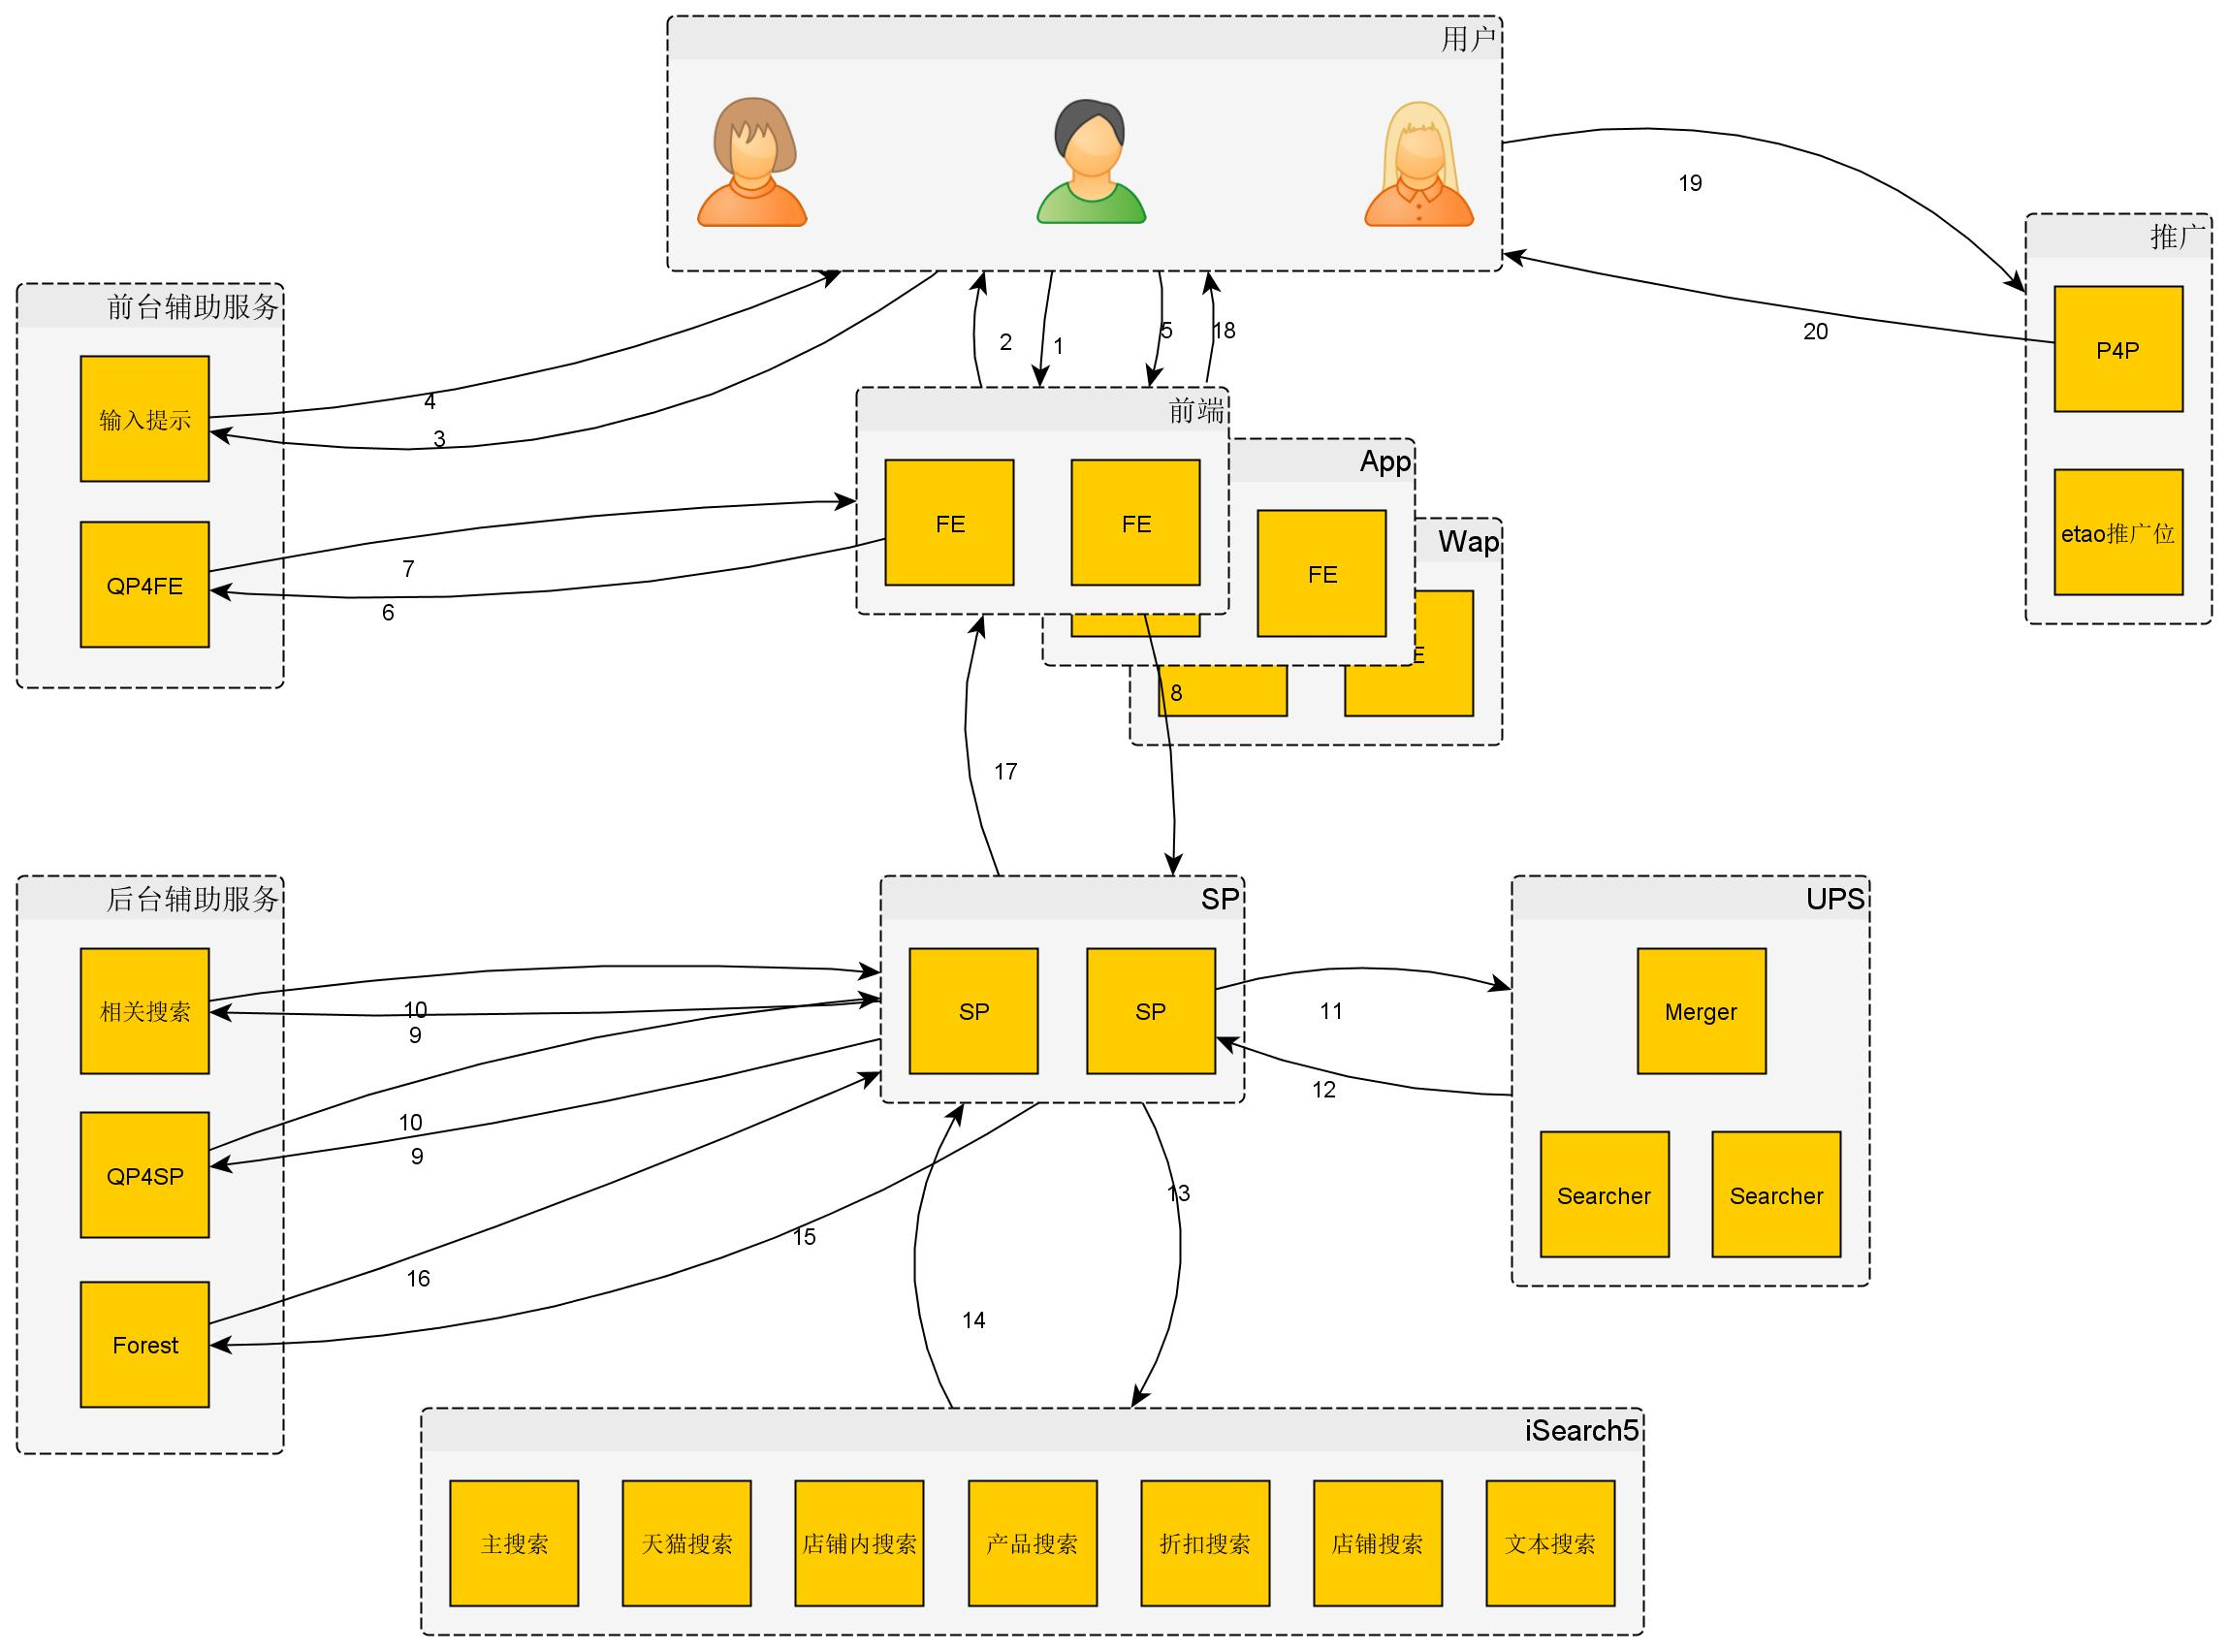 用户
19
推广
前台辅助服务
P4P
20
2
1
5
18
4
输入提示
3
前端
App
etao推广位
FE
FE
Wap
FE
QP4FE
7
6
E
8
17
后台辅助服务
SP
UPS
相关搜索
10
9
SP
SP
11
Merger
12
10
9
QP4SP
13
Searcher
Searcher
15
16
14
Forest
iSearch5
主搜索
天猫搜索
店铺内搜索
产品搜索
折扣搜索
店铺搜索
文本搜索